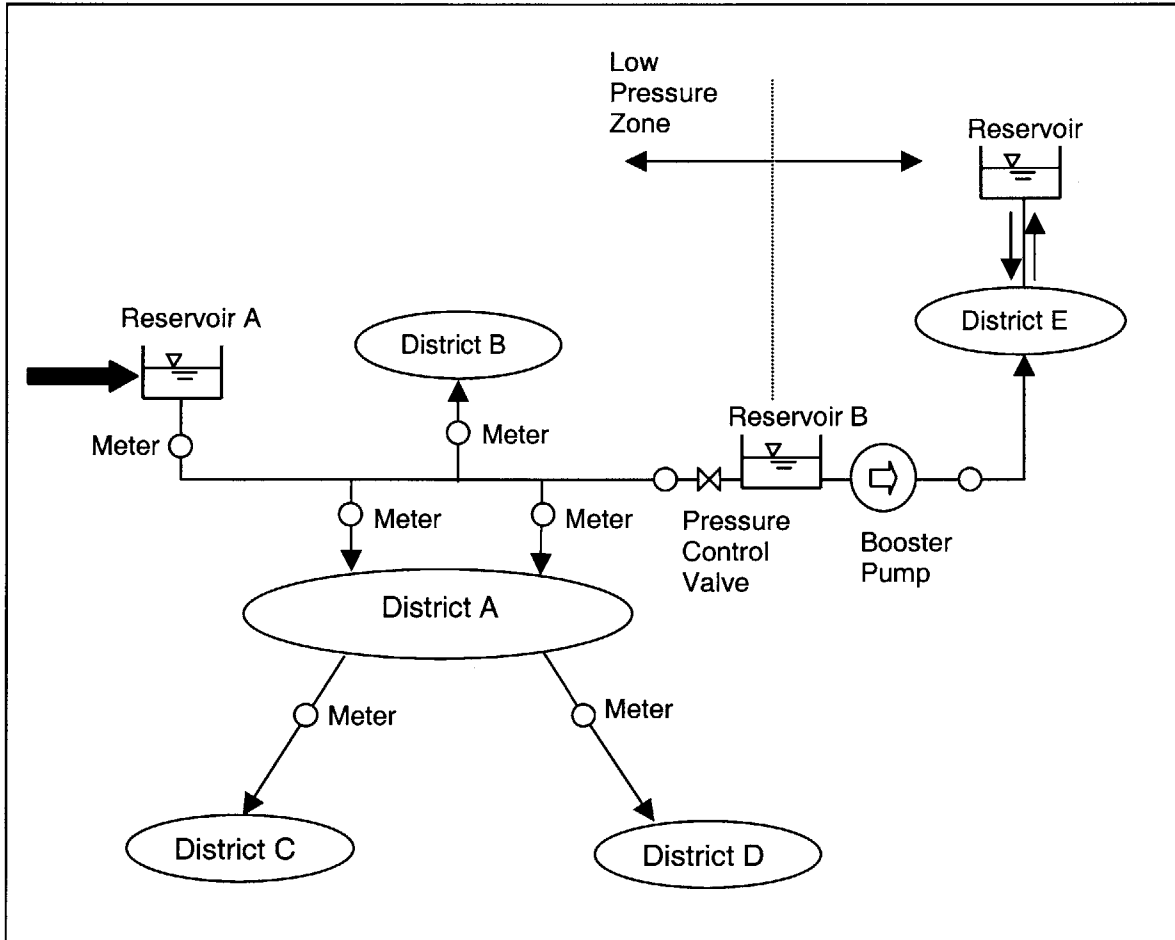 Low
Pressure
Zone
Reservoir
Reservoir A
District B
District E
Reservoir B
Meter
Meter
Meter
Meter
Pressure
Control
Valve
Booster
Pump
District A
Meter
Meter
District C
District D